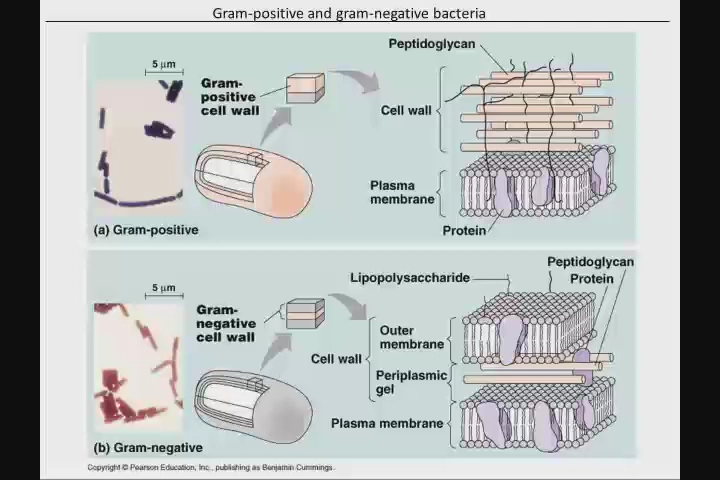 Gram-positive and gram-negative bacteria
Peptidoglycan
5 µm
Gram-
positive
cell wall
Cell wall
Plasma
membrane
Protein
(a) Gram-positive
Peptidoglycan
Protein
Lipopolysaccharide
5 µm
Gram-
negative
cell wall
Outer
membrane
Cell wall
Periplasmic
gel
Plasma membrane
(b) Gram-negative
Copyright © Pearson Education, Inc., publishing as Benjamin Cummings.